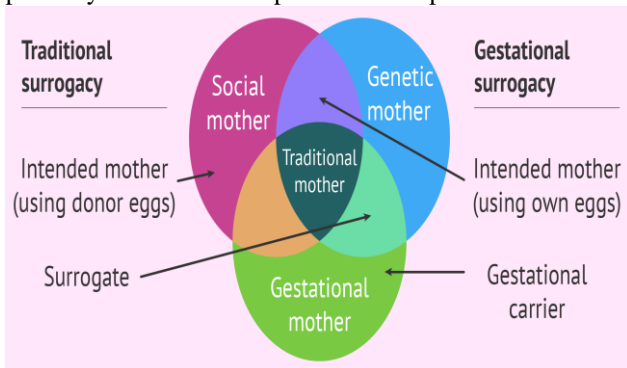 Traditional
surrogacy
Social
mother
Genetic
mother
Gestational
surrogacy
Intended mother
(using donor eggs)
Traditional
mother
Intended mother
(using own eggs)
Surrogate
Gestational
mother
Gestational
carrier